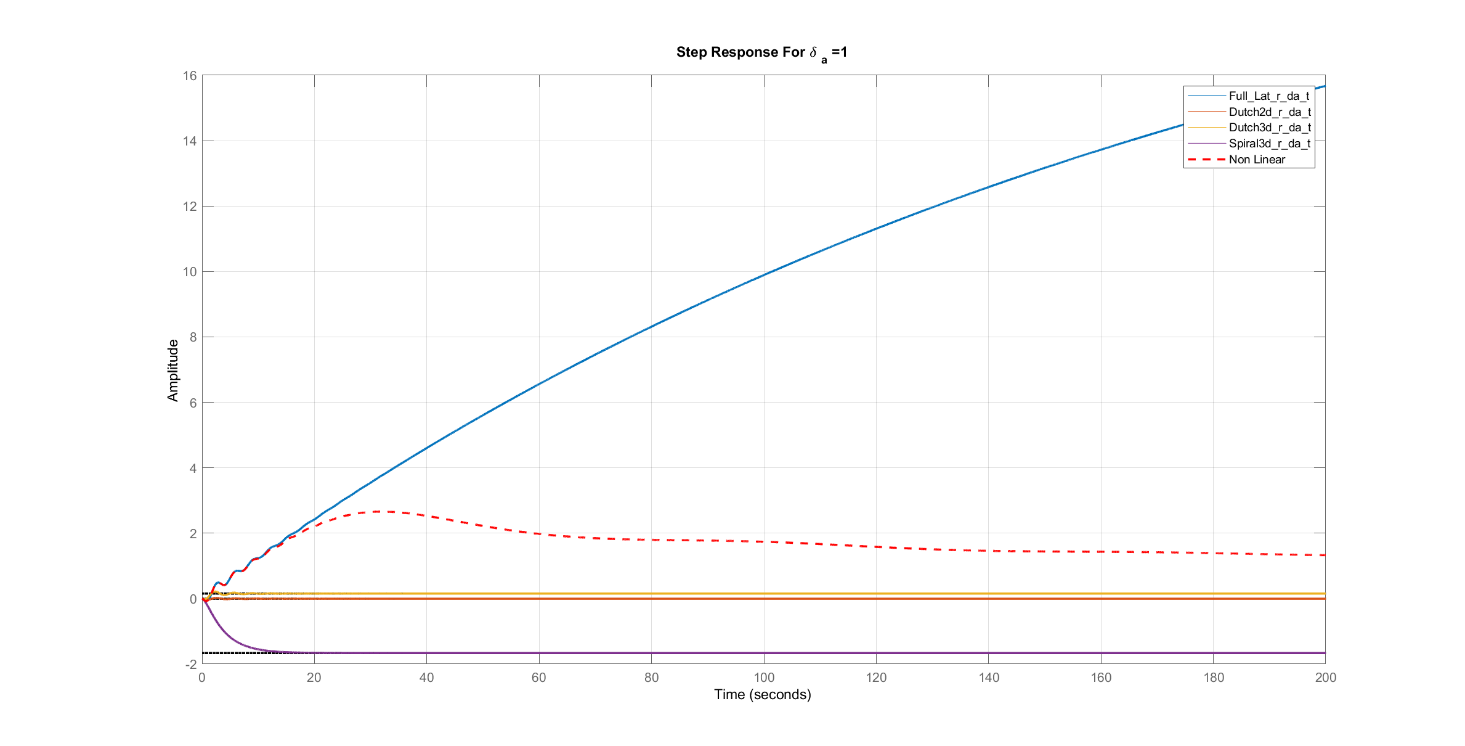 Step Response For δ a =1
16
14
12
10
8
6
4
2
0
-2
Amplitude
Full_Lat_r_da_t
Dutch2d_r_da_t
Dutch3d_r_da_t
Spiral3d_r_da_t
Non Linear
0 20 40 60 80 100 120 140 160 180 200
Time (seconds)